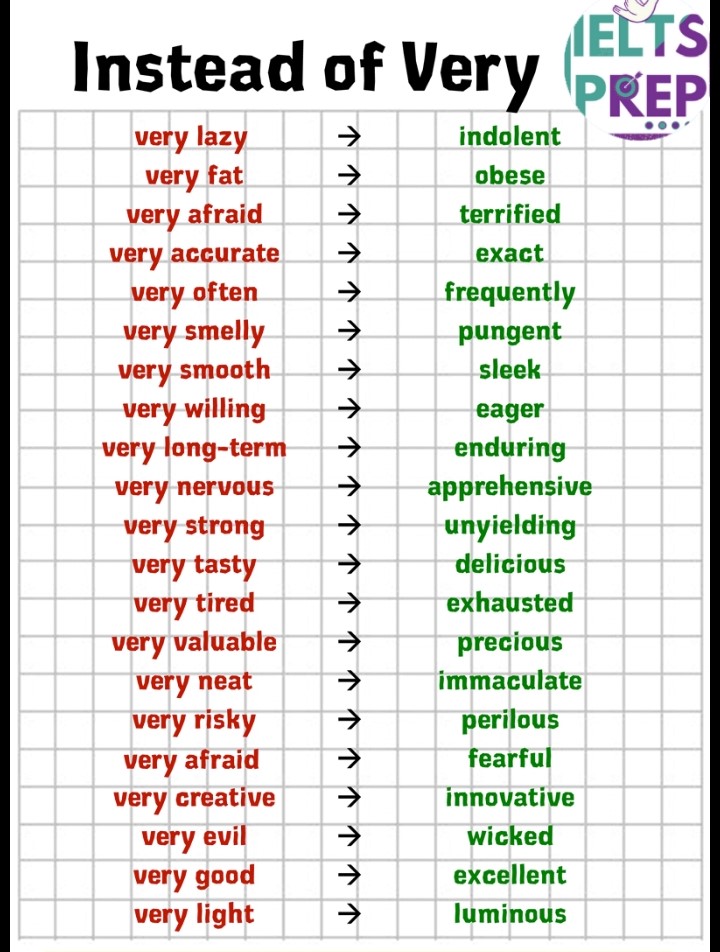 Instead of Very
IELTS
PREP
very lazy → indolent
very fat → obese
very afraid → terrified
very accurate → exact
very often → frequently
very smelly → pungent
very smooth → sleek
very willing → eager
very long-term → enduring
very nervous → apprehensive
very strong → unyielding
very tasty → delicious
very tired → exhausted
very valuable → precious
very neat → immaculate
very risky → perilous
very afraid → fearful
very creative → innovative
very evil → wicked
very good → excellent
very light → luminous